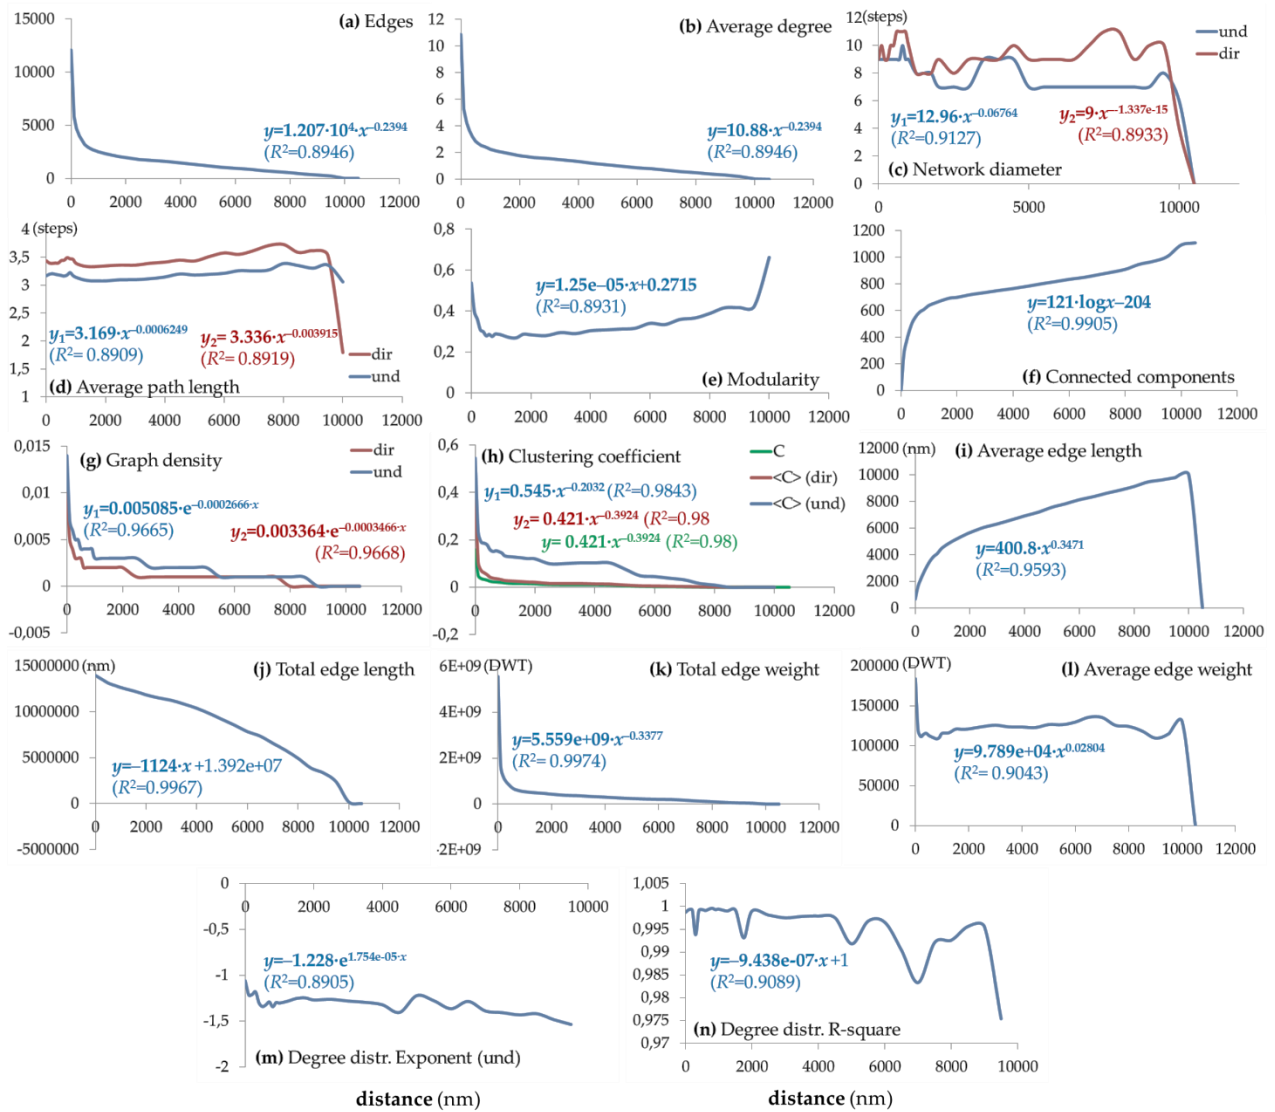 (a) Edges
15000
10000
5000
0
y=1.207·10⁴·x^–0.2394
(R²=0.8946)
0 2000 4000 6000 8000 10000 12000
(b) Average degree
12
10
8
6
4
2
0
y=10.88·x^–0.2394
(R²=0.8946)
0 2000 4000 6000 8000 10000 12000
12(steps)
10
8
6
4
2
0
und
dir
y₁=12.96·x^–0.06764
(R²=0.9127)
y₂=9·x^–-1.337e-15
(R²=0.8933)
(c) Network diameter
0 5000 10000
4 (steps)
3,5
3
2,5
2
1,5
1
y₁=3.169·x^–0.0006249
(R²= 0.8909)
y₂= 3.336·x^–0.003915
(R²= 0.8919)
dir
und
(d) Average path length
0 2000 4000 6000 8000 10000 12000
0,8
0,6
0,4
0,2
0
y=1.25e–05·x+0.2715
(R²=0.8931)
(e) Modularity
0 2000 4000 6000 8000 10000 12000
1200
1000
800
600
400
200
0
y=121·logx–204
(R²=0.9905)
(f) Connected components
0 2000 4000 6000 8000 10000 12000
0,015
0,01
0,005
0
-0,005
(g) Graph density
dir
und
y₁=0.005085·e^–0.0002666·x
(R²=0.9665)
y₂=0.003364·e^–0.0003466·x
(R²=0.9668)
0 2000 4000 6000 8000 10000 12000
0,6
0,4
0,2
0
-0,2
(h) Clustering coefficient
C
<C> (dir)
<C> (und)
y₁=0.545·x^–0.2032 (R²=0.9843)
y₂= 0.421·x^–0.3924 (R²=0.98
y= 0.421·x^–0.3924 (R²=0.98)
0 2000 4000 6000 8000 10000 12000
12000 (nm)
10000
8000
6000
4000
2000
0
(i) Average edge length
y=400.8·x^0.3471
(R²=0.9593)
0 2000 4000 6000 8000 10000 12000
15000000 (nm)
10000000
5000000
0
-5000000
(j) Total edge length
y=–1124·x +1.392e+07
(R²=0.9967)
0 2000 4000 6000 8000 10000 12000
6E+09 (DWT)
4E+09
2E+09
0
-2E+09
(k) Total edge weight
y=5.559e+09·x^–0.3377
(R²= 0.9974)
0 2000 4000 6000 8000 10000 12000
200000 (DWT)
150000
100000
50000
0
(l) Average edge weight
y=9.789e+04·x^0.02804
(R²= 0.9043)
0 2000 4000 6000 8000 10000 12000
0
-0,5
-1
-1,5
-2
0 2000 4000 6000 8000 10000
y=–1.228·e^1.754e-05·x
(R²=0.8905)
(m) Degree distr. Exponent (und)
distance (nm)
1,005
1
0,995
0,99
0,985
0,98
0,975
0,97
y=–9.438e-07·x+1
(R²=0.9089)
(n) Degree distr. R-square
0 2000 4000 6000 8000 10000
distance (nm)